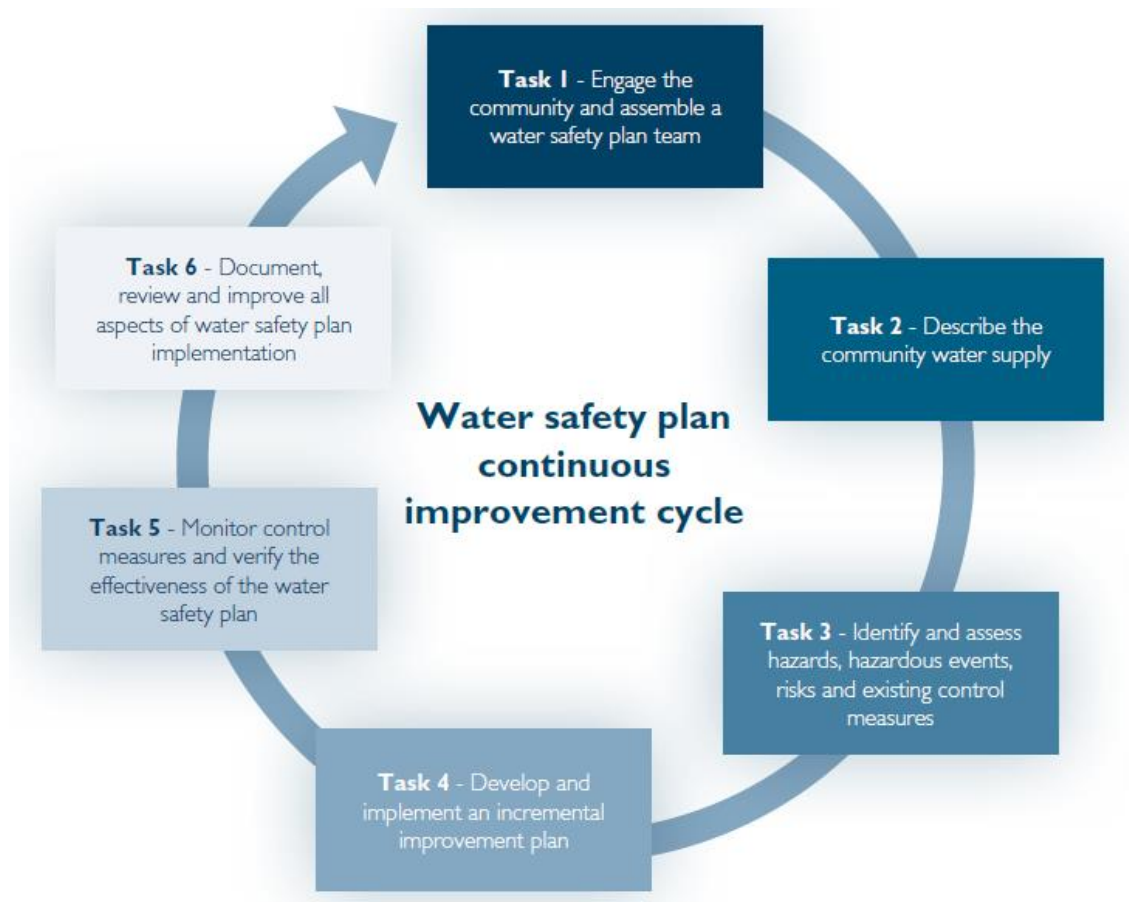 Task 1 - Engage the
community and assemble a
water safety plan team
Task 2 - Describe the
community water supply
Task 3 - Identify and assess
hazards, hazardous events,
risks and existing control
measures
Task 4 - Develop and
implement an incremental
improvement plan
Task 5 - Monitor control
measures and verify the
effectiveness of the water
safety plan
Task 6 - Document,
review and improve all
aspects of water safety plan
implementation
Water safety plan
continuous
improvement cycle